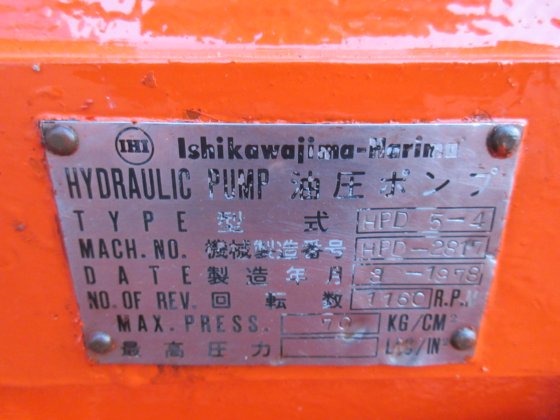 IHI Ishikawajima-Harima
HYDRAULIC PUMP 油圧ポンプ
TYPE 型式 HPD 5-4
MACH. NO. 機械製造番号 HPD-2817
DATE 製造年月 8 -1978
NO. OF REV. 回転数 1160 R.P.M
MAX. PRESS. 70 KG/CM²
最高圧力 LBS/IN²